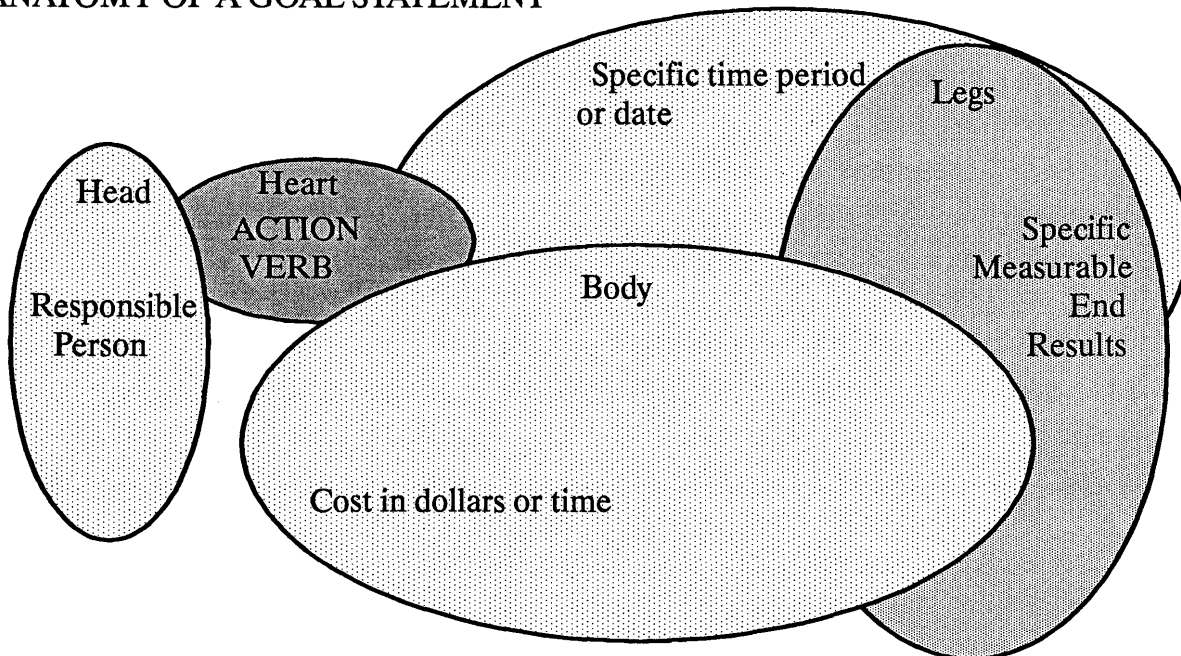 ANATOMY OF A GOAL STATEMENT
Specific time period
or date
Legs
Head
Heart
ACTION
VERB
Responsible
Person
Body
Specific
Measurable
End
Results
Cost in dollars or time